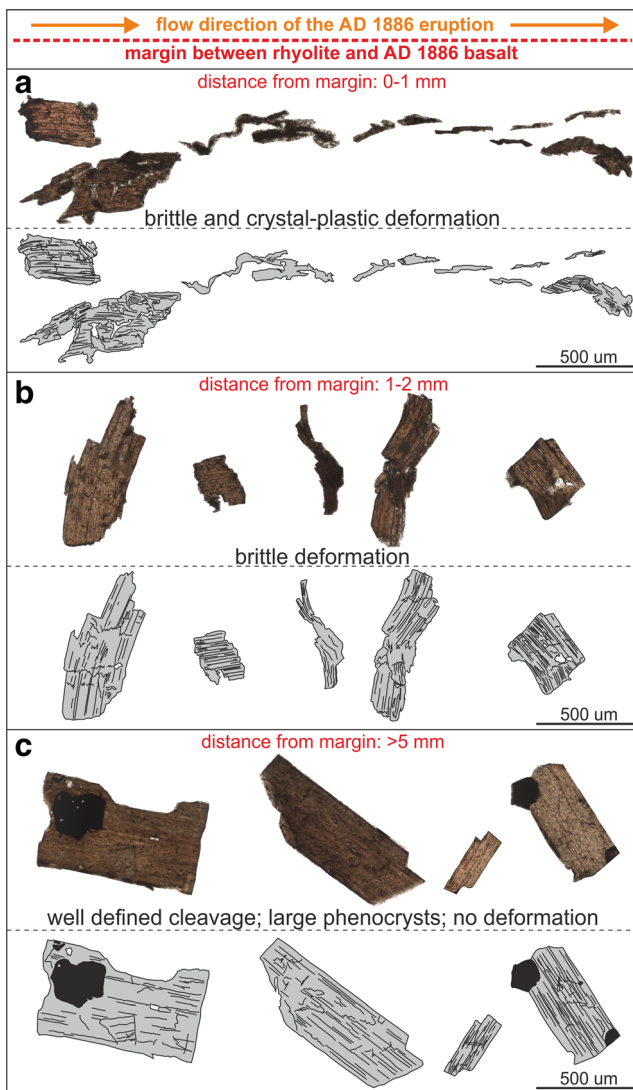 flow direction of the AD 1886 eruption
margin between rhyolite and AD 1886 basalt
a
distance from margin: 0-1 mm
brittle and crystal-plastic deformation
500 um
b
distance from margin: 1-2 mm
brittle deformation
500 um
c
distance from margin: >5 mm
well defined cleavage; large phenocrysts; no deformation
500 um